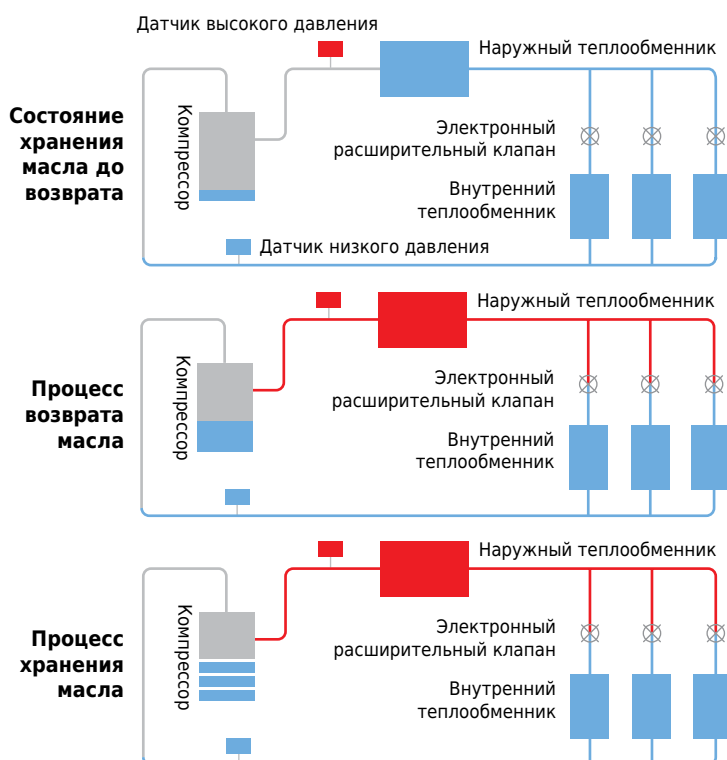 Датчик высокого давления
Наружный теплообменник
Состояние
хранения
масла до
возврата
Компрессор
Электронный
расширительный клапан
Внутренний
теплообменник
Датчик низкого давления
Наружный теплообменник
Процесс
возврата
масла
Компрессор
Электронный
расширительный клапан
Внутренний
теплообменник
Наружный теплообменник
Процесс
хранения
масла
Компрессор
Электронный
расширительный клапан
Внутренний
теплообменник